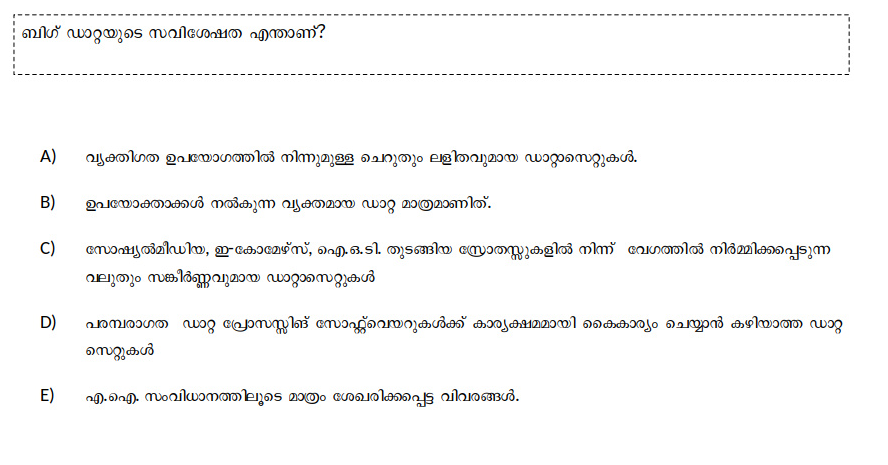 ബിഗ് ഡാറ്റയുടെ സവിശേഷത എന്താണ്?
A) വ്യക്തിഗത ഉപയോഗത്തിൽ നിന്നുമുള്ള ചെറുതും ലളിതവുമായ ഡാറ്റാസെറ്റുകൾ.
B) ഉപയോക്താക്കൾ നൽകുന്ന വ്യക്തമായ ഡാറ്റ മാത്രമാണിത്.
C) സോഷ്യൽമീഡിയ, ഇ-കോമേഴ്സ്, ഐ.ഒ.ടി. തുടങ്ങിയ സ്രോതസ്സുകളിൽ നിന്ന് വേഗത്തിൽ നിർമ്മിക്കപ്പെടുന്ന
വലുതും സങ്കീർണ്ണവുമായ ഡാറ്റാസെറ്റുകൾ
D) പരമ്പരാഗത ഡാറ്റ പ്രോസസ്സിങ് സോഫ്റ്റ്‌വെയറുകൾക്ക് കാര്യക്ഷമമായി കൈകാര്യം ചെയ്യാൻ കഴിയാത്ത ഡാറ്റ
സെറ്റുകൾ
E) എ.ഐ. സംവിധാനത്തിലൂടെ മാത്രം ശേഖരിക്കപ്പെട്ട വിവരങ്ങൾ.